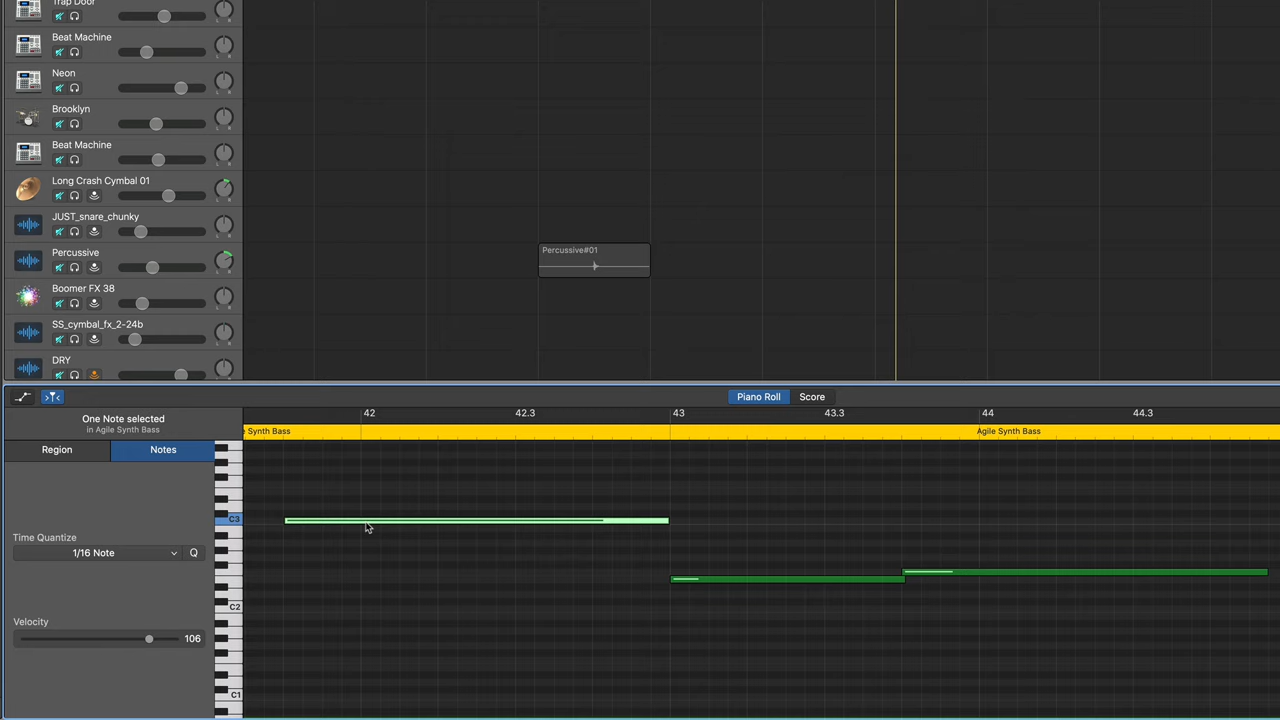 Trap Door
Beat Machine
Neon
Brooklyn
Beat Machine
Long Crash Cymbal 01
JUST_snare_chunky
Percussive
Percussive#01
Boomer FX 38
SS_cymbal_fx_2-24b
DRY
Piano Roll
Score
One Note selected
in Agile Synth Bass
42
42.3
43
43.3
44
44.3
Synth Bass
Agile Synth Bass
Region
Notes
C3
Time Quantize
1/16 Note
Q
C2
Velocity
106
C1